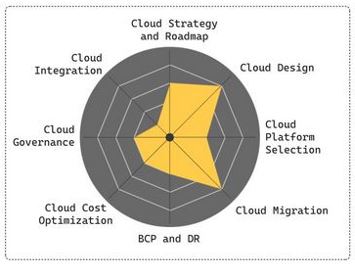 Cloud Strategy
and Roadmap
Cloud Design
Cloud
Platform
Selection
Cloud Migration
BCP and DR
Cloud Cost
Optimization
Cloud
Governance
Cloud
Integration